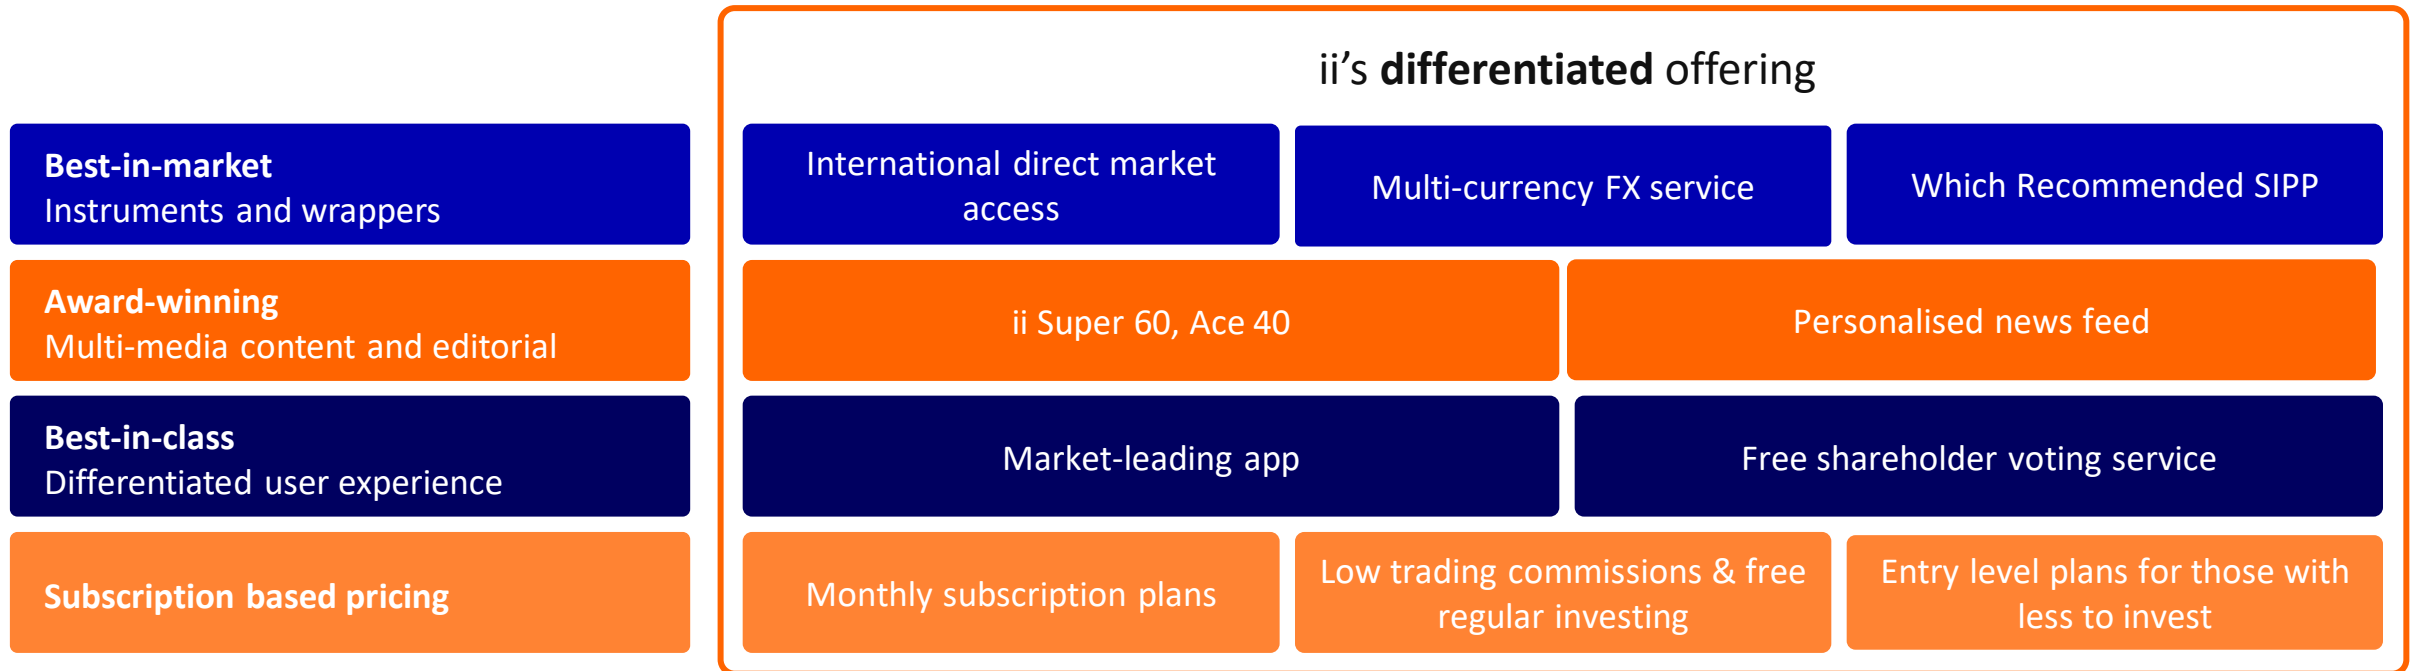 ii’s differentiated offering
Best-in-market
Instruments and wrappers
International direct market
access
Multi-currency FX service
Which Recommended SIPP
Award-winning
Multi-media content and editorial
ii Super 60, Ace 40
Personalised news feed
Best-in-class
Differentiated user experience
Market-leading app
Free shareholder voting service
Subscription based pricing
Monthly subscription plans
Low trading commissions & free
regular investing
Entry level plans for those with
less to invest